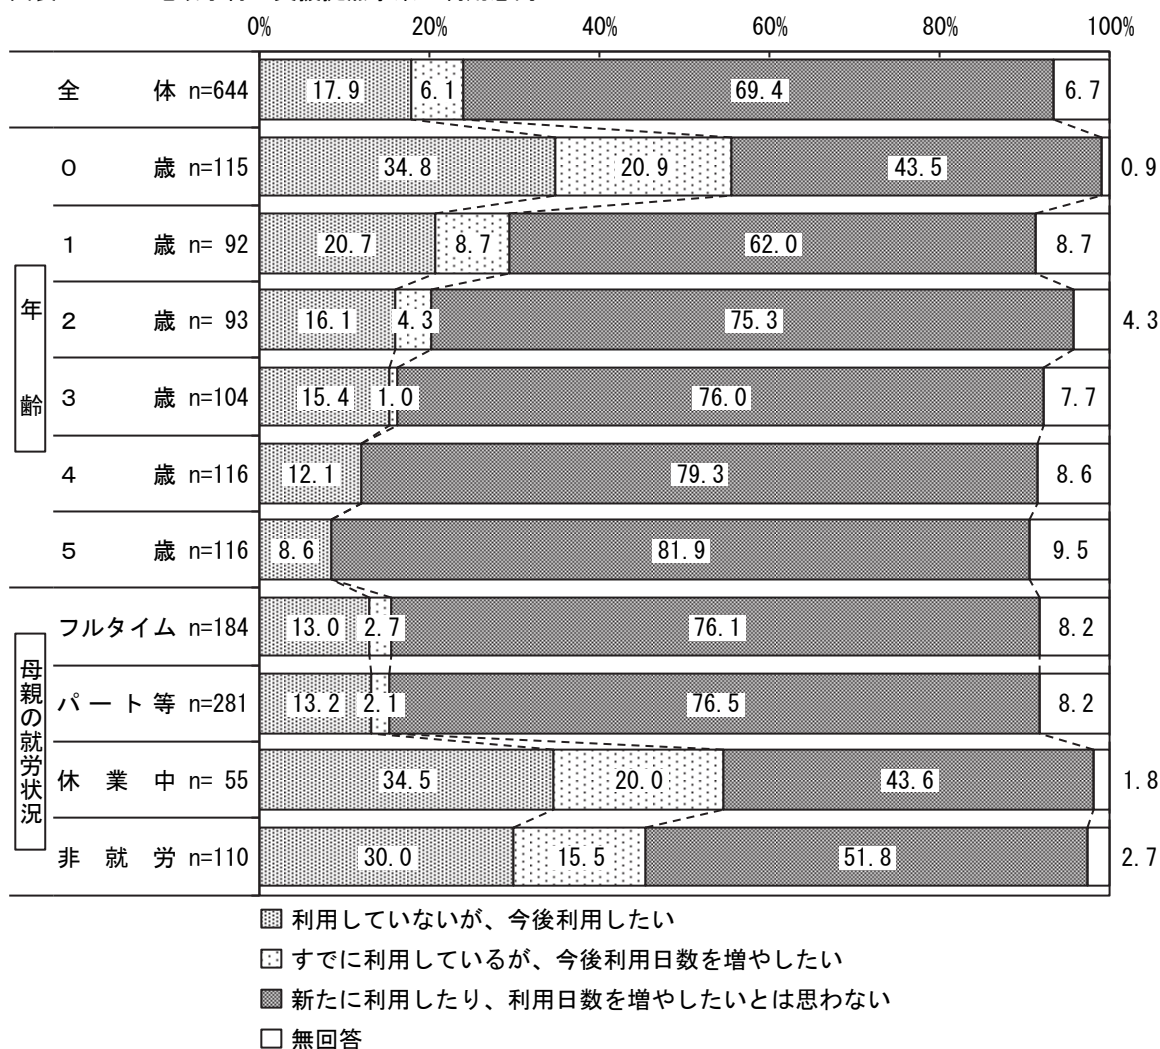 0% 20% 40% 60% 80% 100%
全 体 n=644 17.9 6.1 69.4 6.7
０ 歳 n=115 34.8 20.9 43.5 0.9
１ 歳 n= 92 20.7 8.7 62.0 8.7
２ 歳 n= 93 16.1 4.3 75.3 4.3
３ 歳 n=104 15.4 1.0 76.0 7.7
４ 歳 n=116 12.1 79.3 8.6
５ 歳 n=116 8.6 81.9 9.5
年齢
フルタイム n=184 13.0 2.7 76.1 8.2
パート等 n=281 13.2 2.1 76.5 8.2
休業中 n= 55 34.5 20.0 43.6 1.8
非就労 n=110 30.0 15.5 51.8 2.7
母親の就労状況
利用していないが、今後利用したい
すでに利用しているが、今後利用日数を増やしたい
新たに利用したり、利用日数を増やしたいとは思わない
無回答